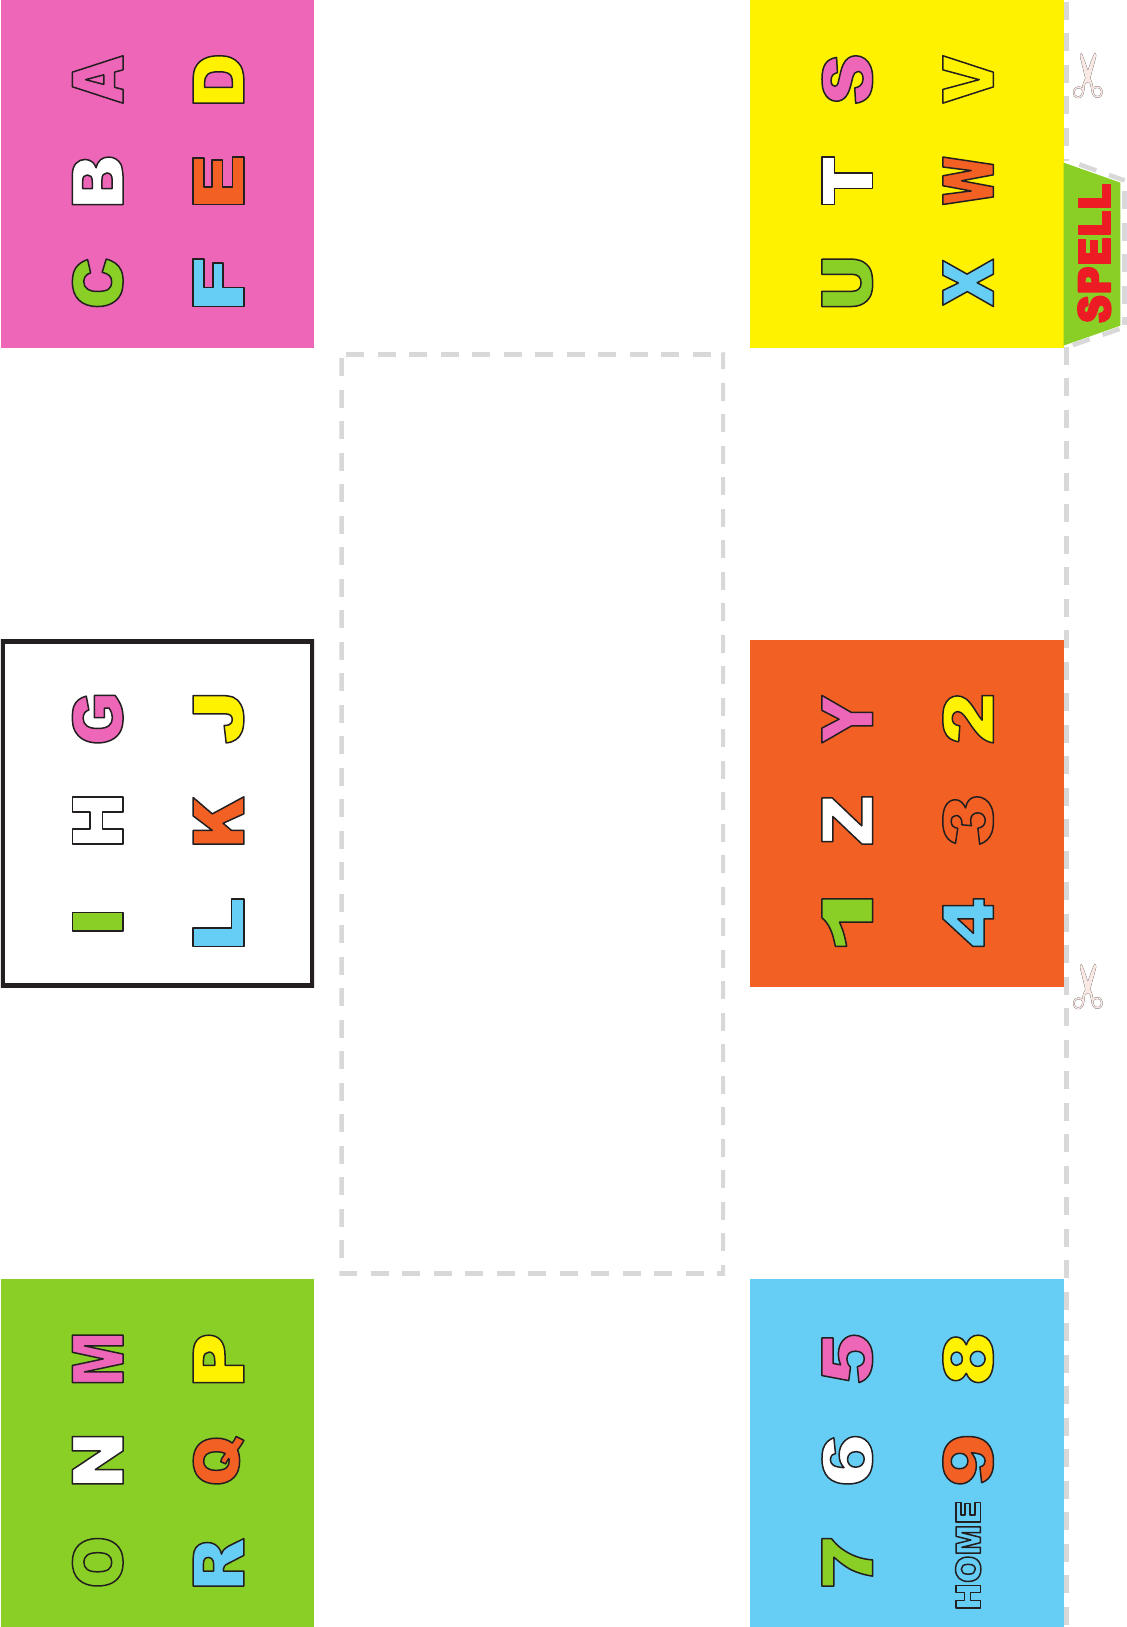 O N M
R Q P
I H G
L K J
C B A
F E D
7 6 5
HOME 9 8
1 Z Y
4 3 2
U T S
X W V
SPELL